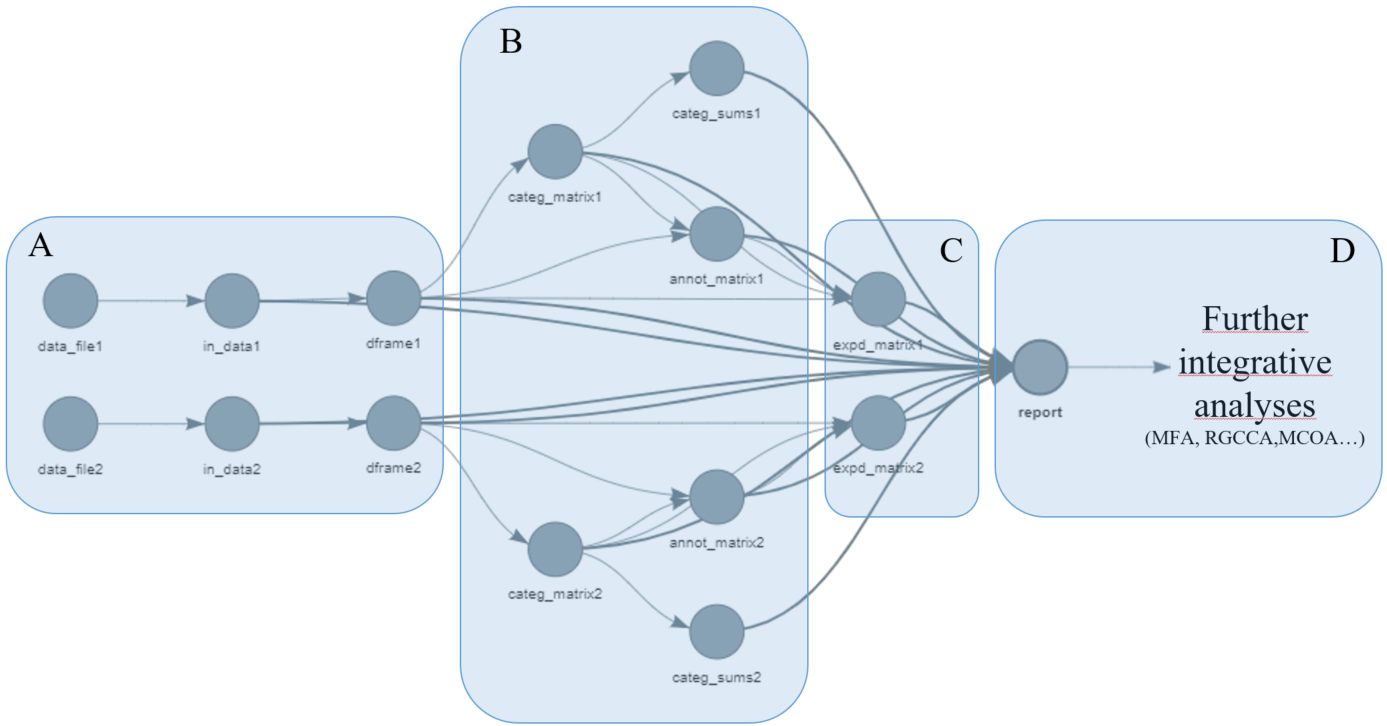 B
categ_sums1
categ_matrix1
A
annot_matrix1
C
D
data_file1
in_data1
dframe1
expd_matrix1
Further
integrative
analyses
(MFA, RGCCA,MCOA…)
report
data_file2
in_data2
dframe2
expd_matrix2
annot_matrix2
categ_matrix2
categ_sums2